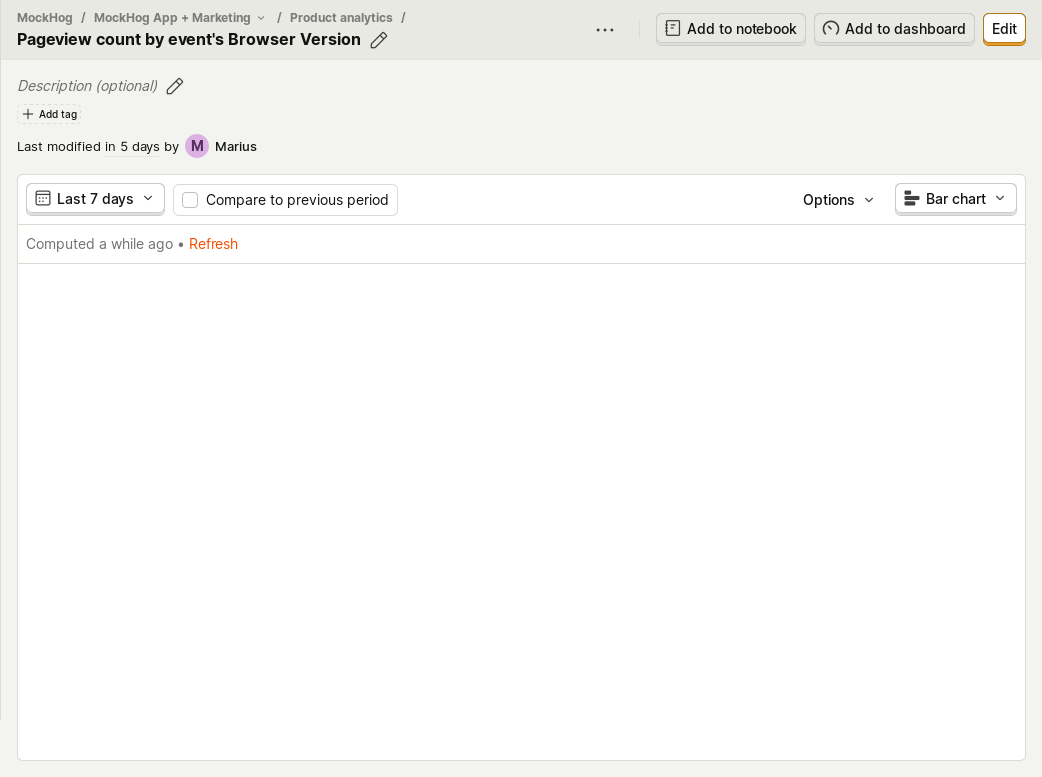 MockHog / MockHog App + Marketing / Product analytics /
Pageview count by event's Browser Version
Add to notebook
Add to dashboard
Edit
Description (optional)
Add tag
Last modified in 5 days by M Marius
Last 7 days
Compare to previous period
Options
Bar chart
Computed a while ago • Refresh